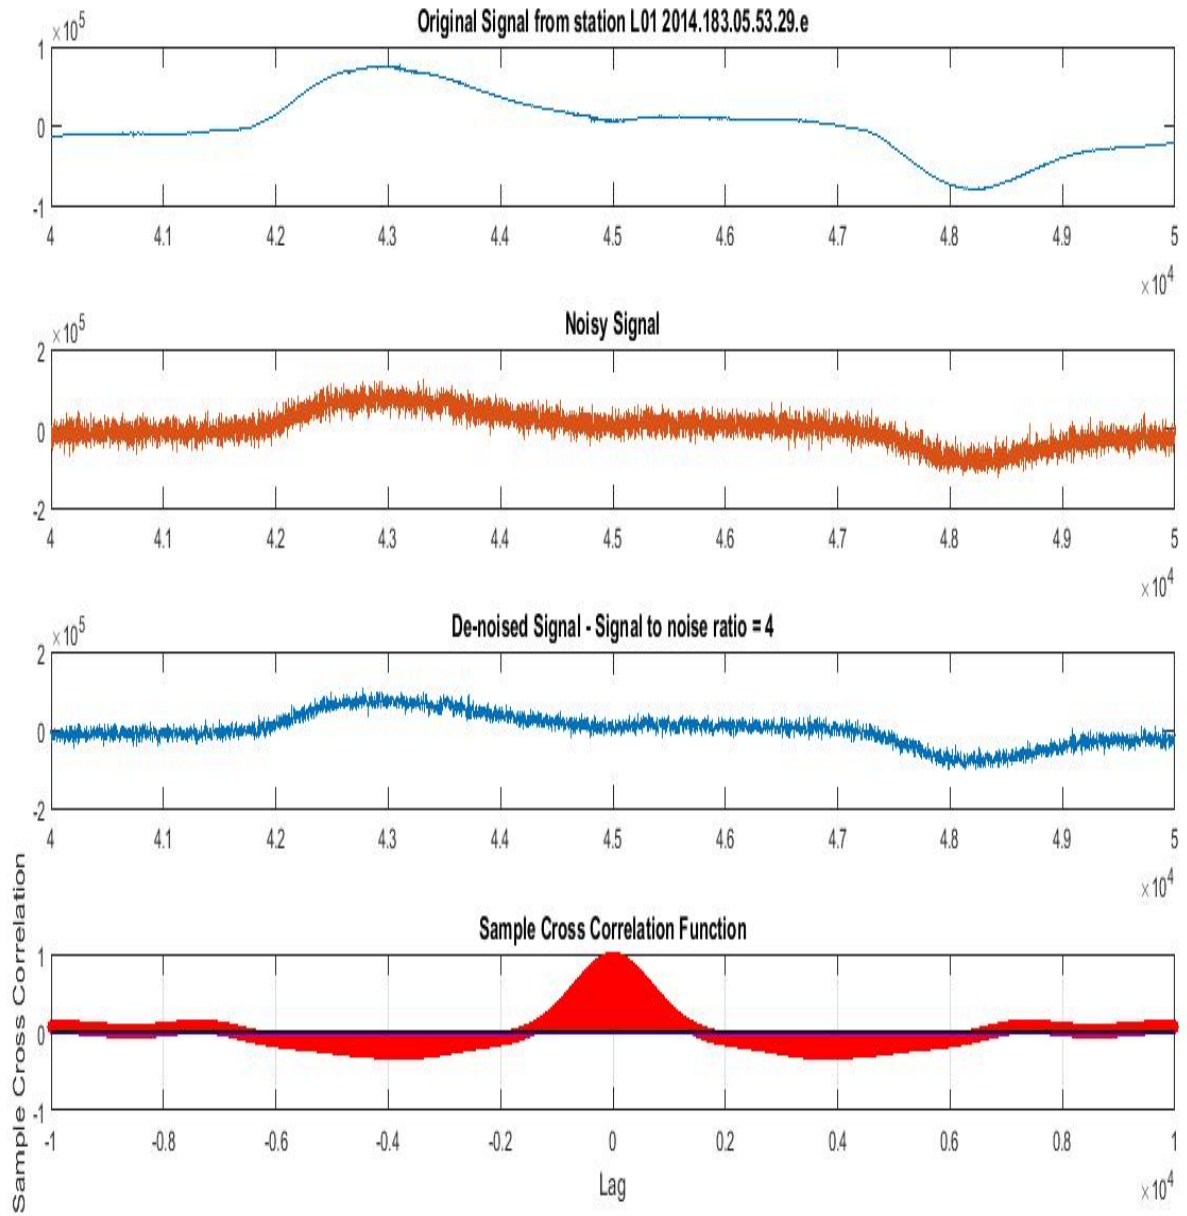 Original Signal from station L01 2014.183.05.53.29.e
×10^5
1
0
-1
4 4.1 4.2 4.3 4.4 4.5 4.6 4.7 4.8 4.9 5
×10^4
Noisy Signal
×10^5
2
0
-2
4 4.1 4.2 4.3 4.4 4.5 4.6 4.7 4.8 4.9 5
×10^4
De-noised Signal - Signal to noise ratio = 4
×10^5
2
0
-2
4 4.1 4.2 4.3 4.4 4.5 4.6 4.7 4.8 4.9 5
×10^4
Sample Cross Correlation Function
Sample Cross Correlation
1
0
-1
-1 -0.8 -0.6 -0.4 -0.2 0 0.2 0.4 0.6 0.8 1
Lag
×10^4